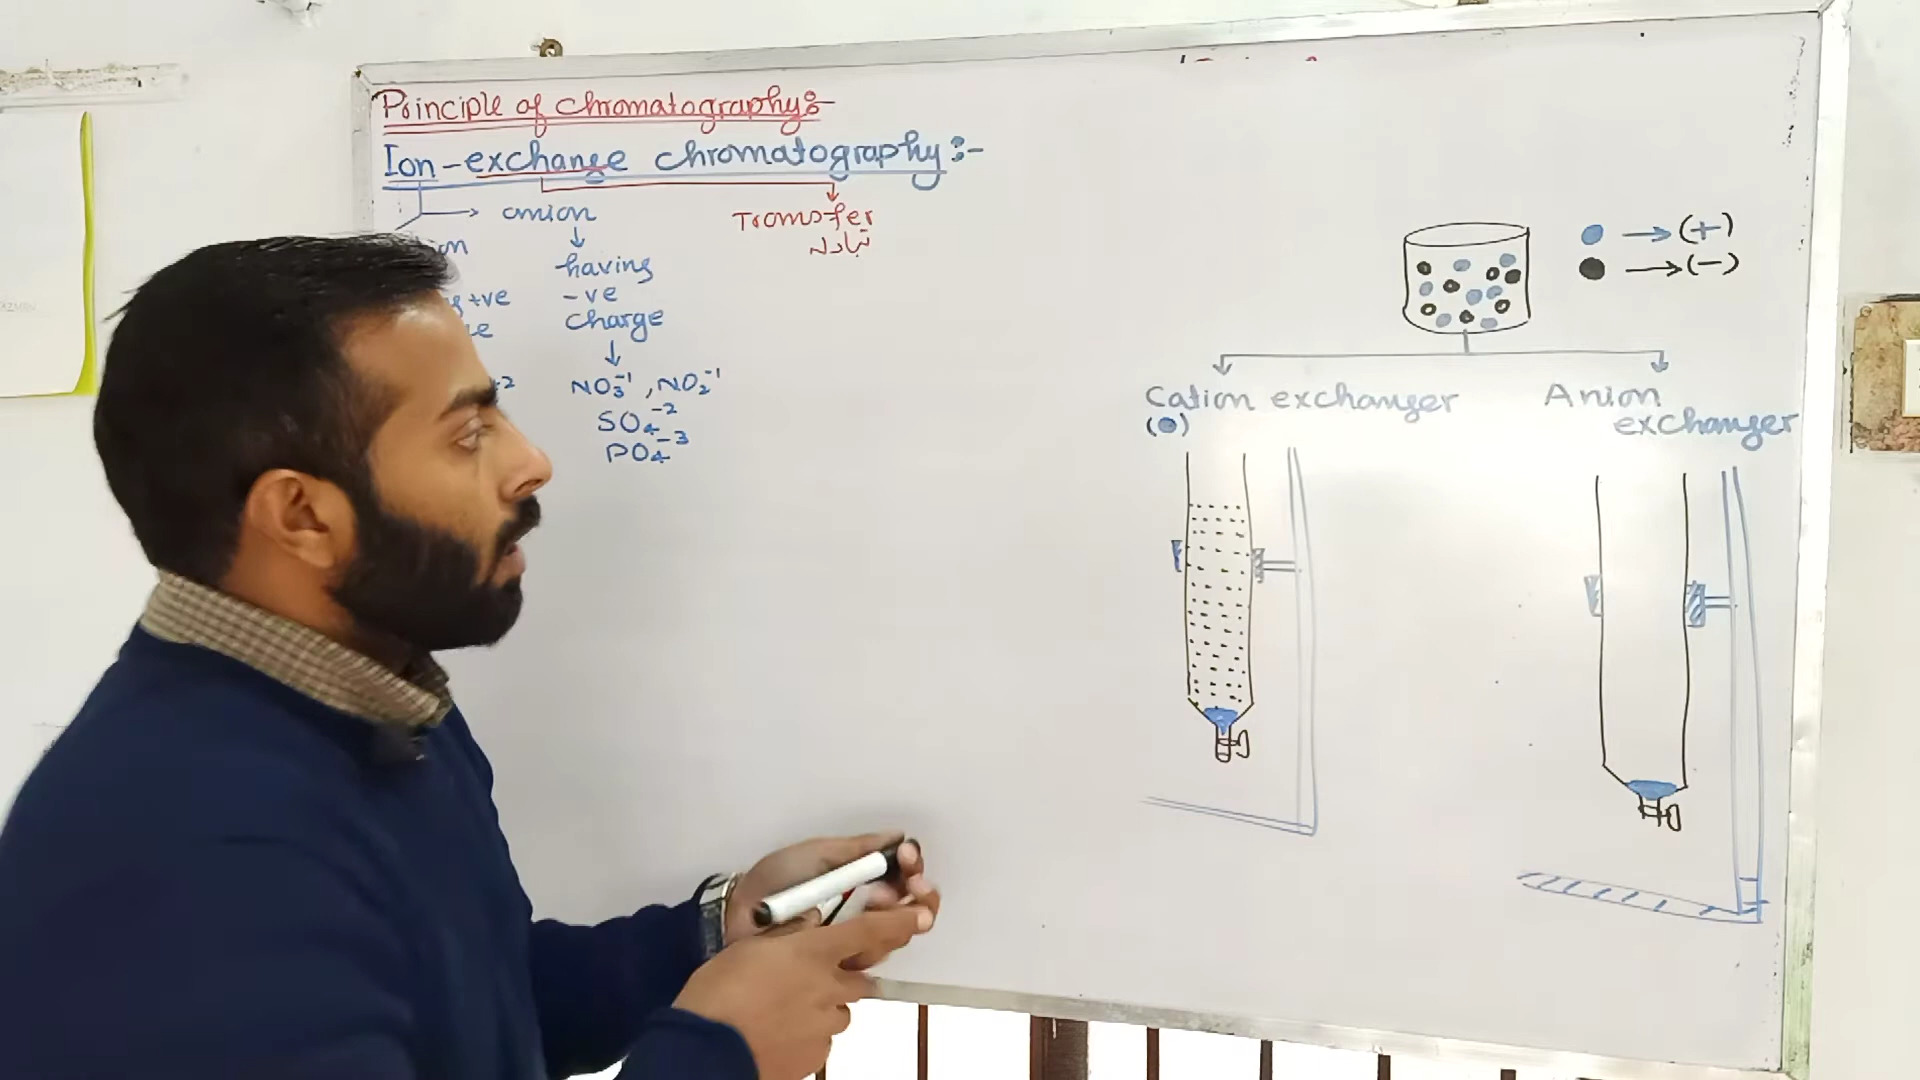 Principle of chromatography:-
Ion-exchange chromatography:-
anion
Transfer
تبادلہ
having
-ve
charge
+ve
NO₃⁻¹, NO₂⁻¹
SO₄⁻²
PO₄⁻³
→(+)
→(-)
Cation exchanger
Anion
exchanger